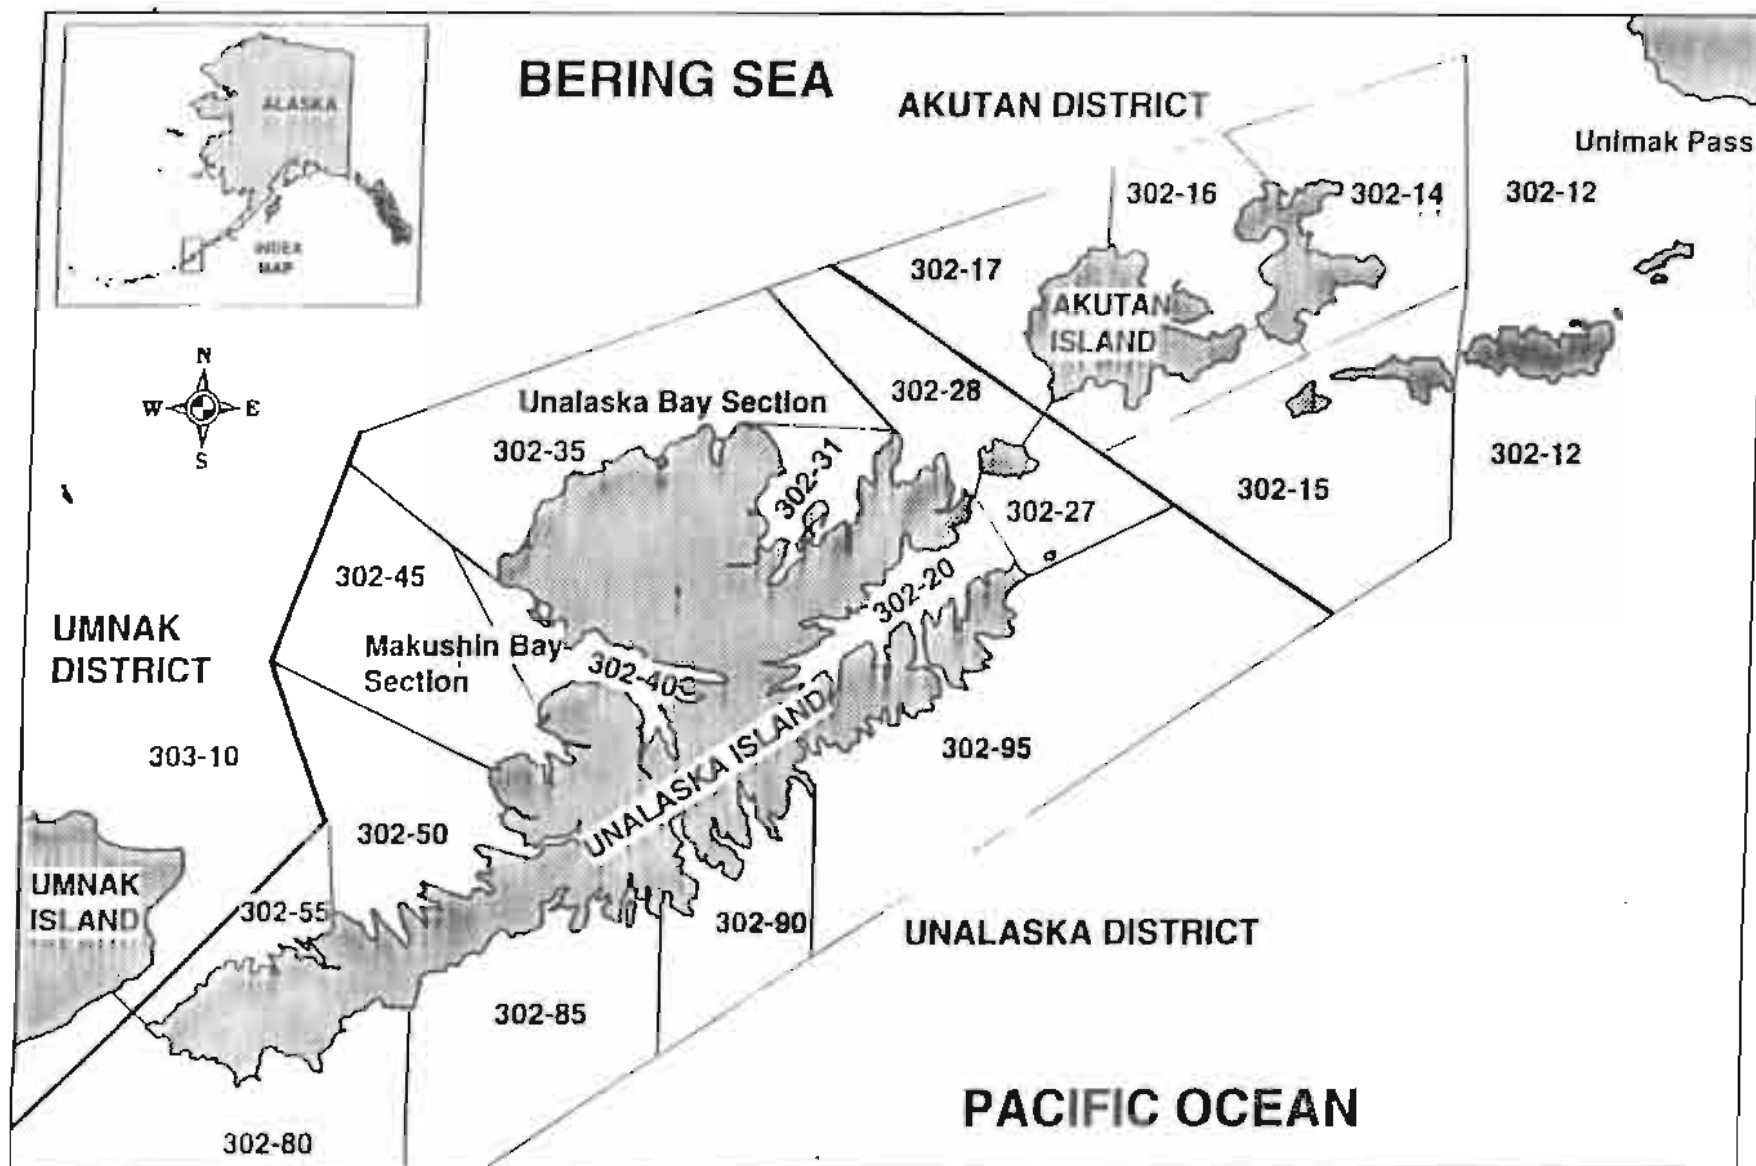 BERING SEA
AKUTAN DISTRICT
ALASKA
INDEX
MAP
Unimak Pass
302-16
302-14
302-12
302-17
AKUTAN
ISLAND
N
W
E
S
302-28
Unalaska Bay Section
302-35
302-31
302-12
302-15
302-27
302-45
302-20
UMNAK
DISTRICT
Makushin Bay
Section
302-40
303-10
UNALASKA ISLAND
302-95
302-50
UMNAK
ISLAND
302-55
302-90
UNALASKA DISTRICT
302-85
PACIFIC OCEAN
302-80